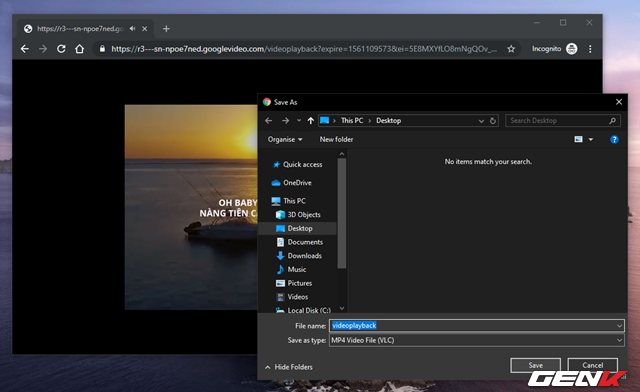 https://r3---sn-npoe7ned.goo
https://r3---sn-npoe7ned.googlevideo.com/videoplayback?expire=1561109573&ei=5E8MXYfLO8mNgQOv_...
Incognito
OH BABY
NÀNG TIÊN C
Save As
This PC
Desktop
Search Desktop
Organise
New folder
No items match your search.
Quick access
OneDrive
This PC
3D Objects
Desktop
Documents
Downloads
Music
Pictures
Videos
Local Disk (C:)
File name:
videoplayback
Save as type:
MP4 Video File (VLC)
Hide Folders
Save
Cancel
GENK